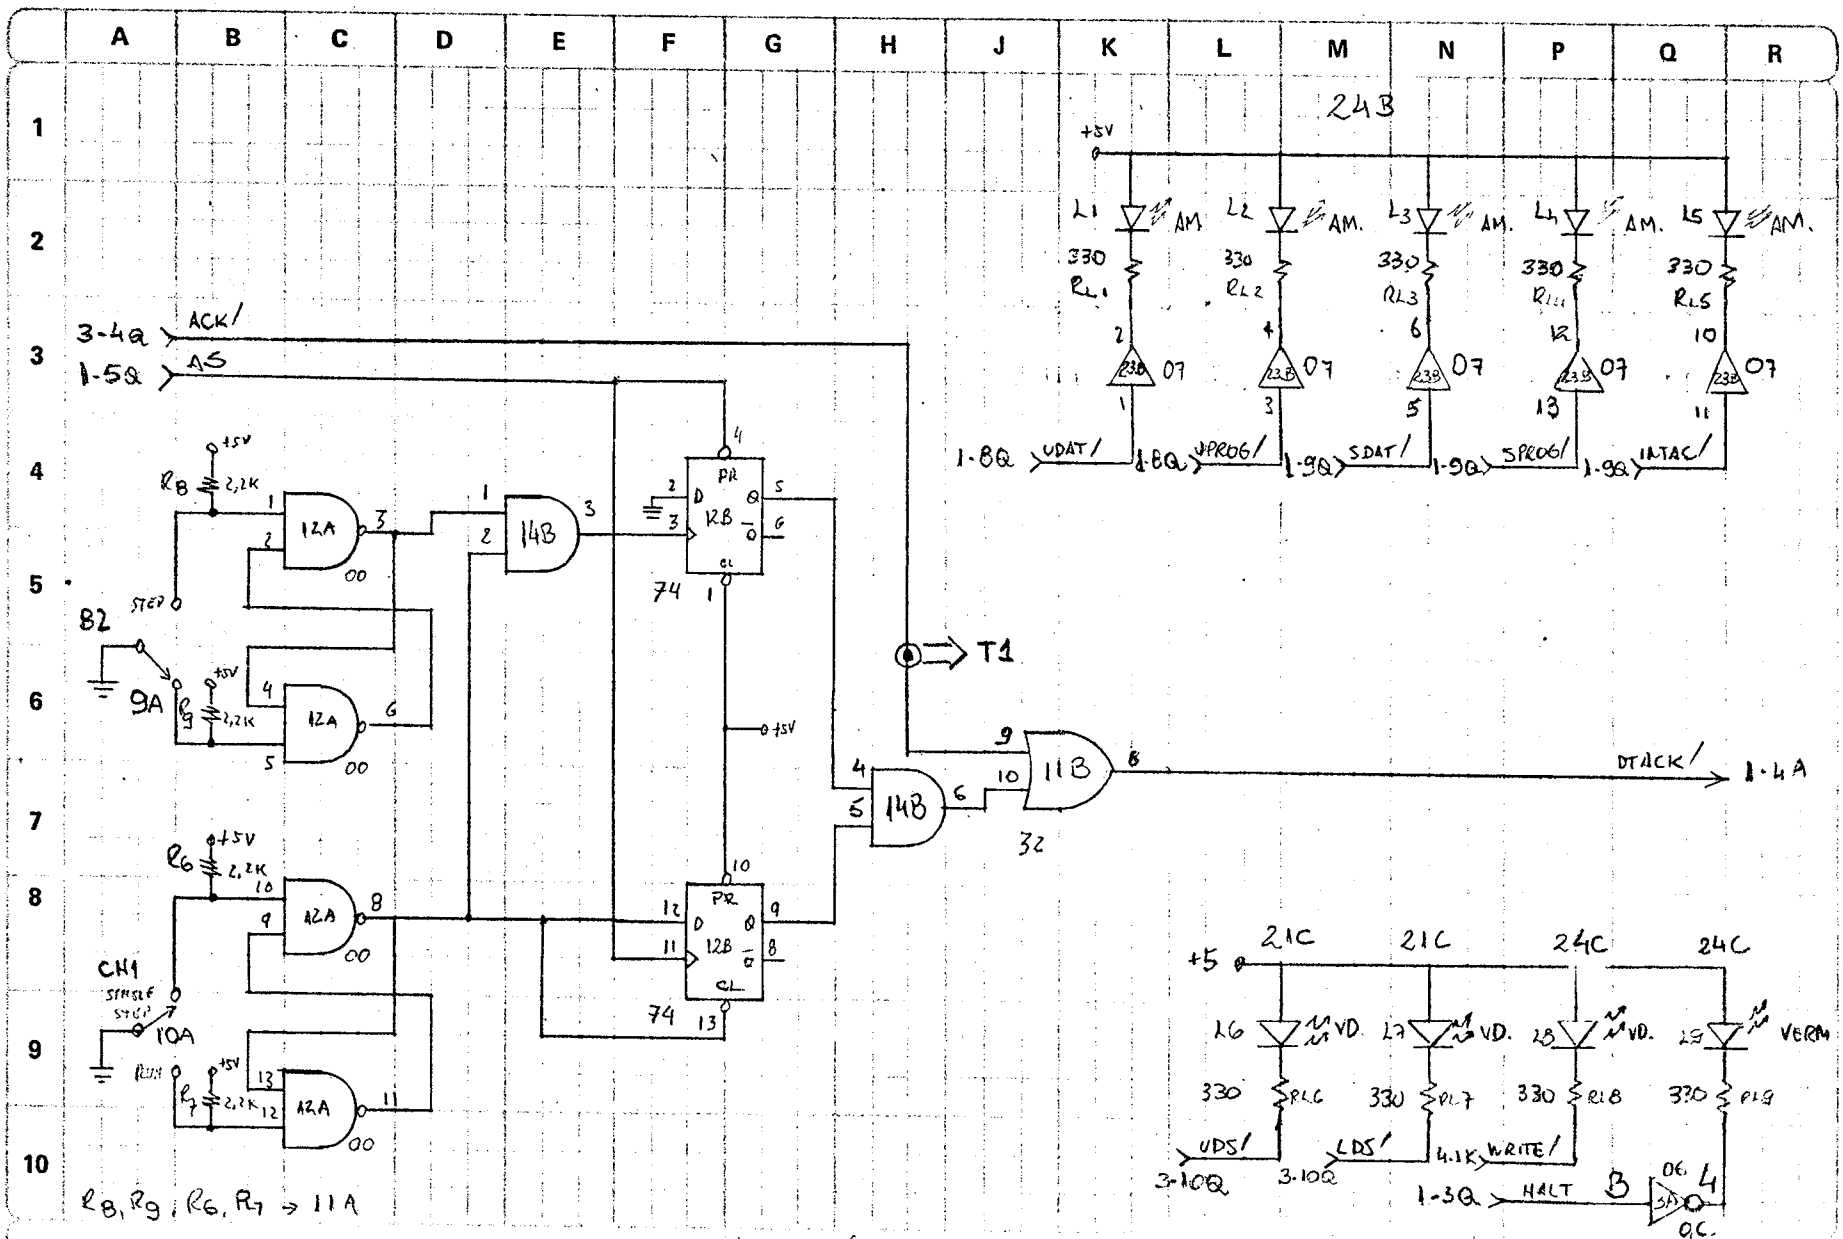 A B C D E F G H J K L M N P Q R
1
24B
+5V
2
L1 AM. L2 AM. L3 AM. L4 AM. L5 AM.
330 330 330 330 330
RL1 RL2 RL3 RL4 RL5
2 4 6 12 10
3
3-4Q ACK/
1-5Q AS
23B 07 23B 07 23B 07 23B 07 23B 07
1 3 5 13 11
1-8Q UDAT/ 1-8Q UPROG/ 1-9Q SDAT/ 1-9Q SPROG/ 1-9Q INTAC/
4
+5V
R8 2,2K
1 12A 3
2
00
1 14B 3
2
4
PR
2 D Q 5
3 12B Q 6
CL
74 1
5
STEP
B2
9A
T1
6
+5V
R9 2,2K
4 12A 6
5 00
+5V
9 11B 8
10
32
DTACK/ 1-4A
4 14B 6
5
7
+5V
R6 2,2K
8
10 12A 8
9
00
10
PR
12 D Q 9
11 12B Q 8
CL
74 13
CH1
SINGLE
STEP
10A
RUN
9
+5V
R7 2,2K
13 12A 11
12
00
21C 21C 24C 24C
+5
L6 VD. L7 VD. L8 VD. L9 VERM
330 RL6 330 RL7 330 RL8 330 RL9
10
UDS/ LDS/ WRITE/
3-10Q 3-10Q 4-1K
1-3Q HALT 3 5A 4
06
O.C.
R8, R9, R6, R7 → 11A